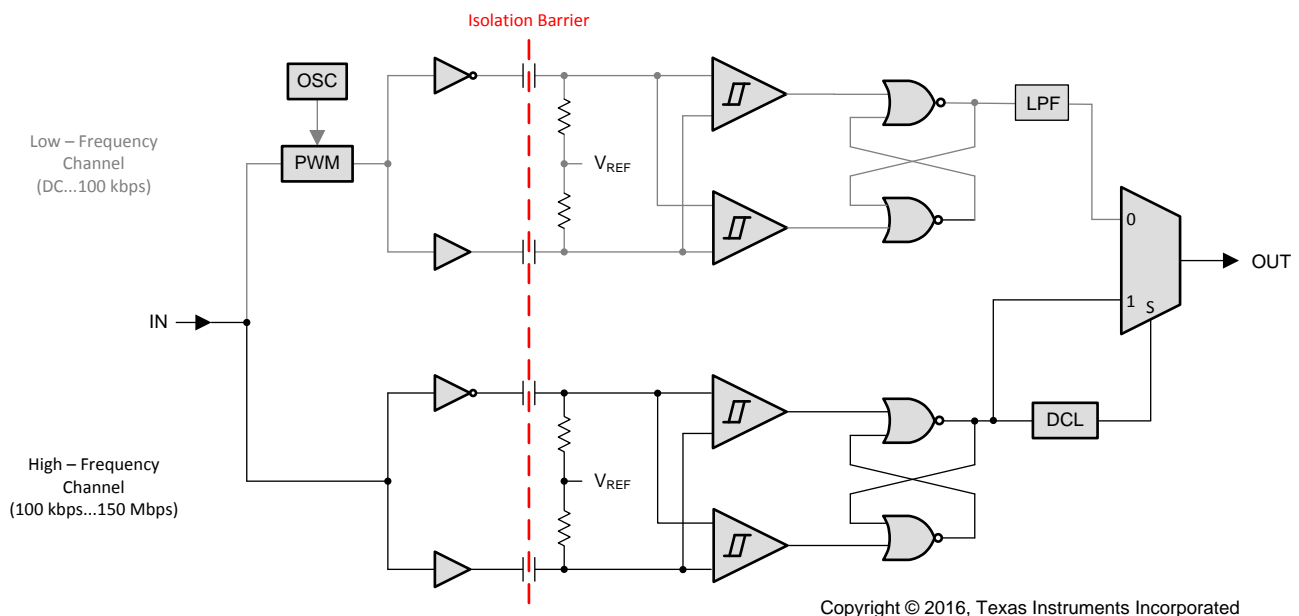 Isolation Barrier
OSC
Low – Frequency
Channel
(DC...100 kbps)
PWM
VREF
LPF
0
1
S
OUT
IN
DCL
High – Frequency
Channel
(100 kbps...150 Mbps)
VREF
Copyright © 2016, Texas Instruments Incorporated